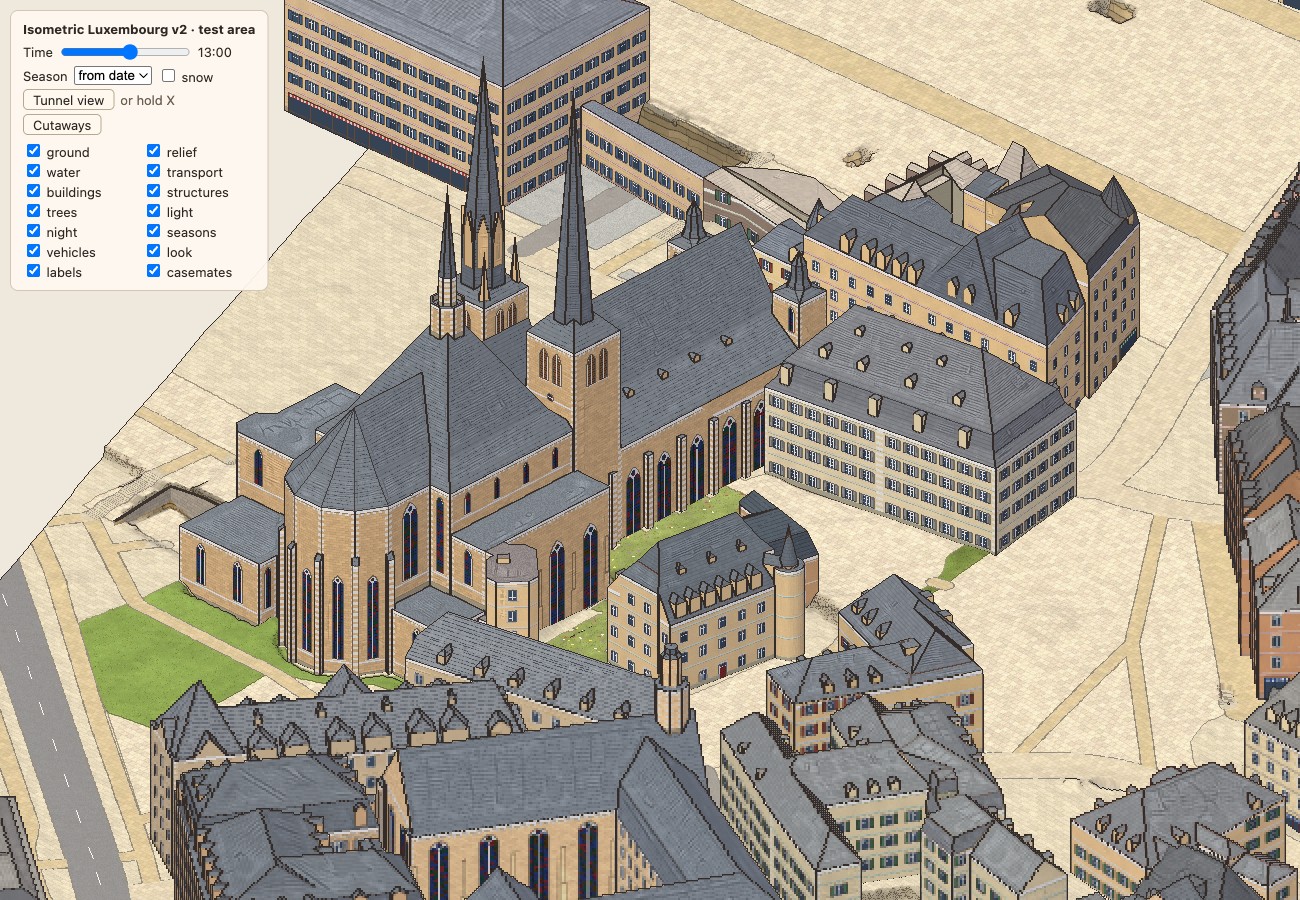 Isometric Luxembourg v2 · test area
Time 13:00
Season from date snow
Tunnel view or hold X
Cutaways
ground relief
water transport
buildings structures
trees light
night seasons
vehicles look
labels casemates